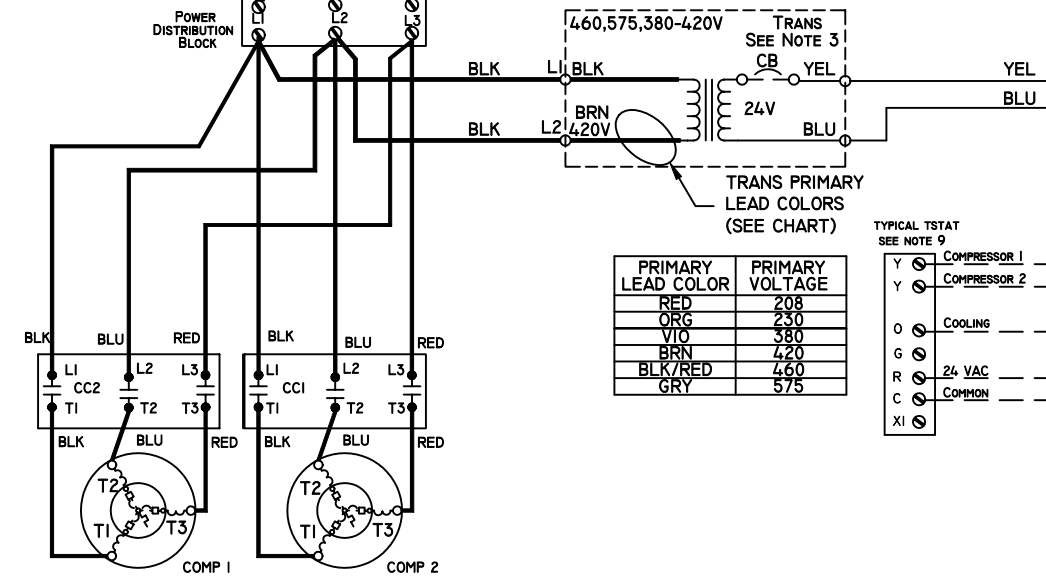 POWER
DISTRIBUTION
BLOCK
L1 L2 L3
460,575,380-420V
TRANS
SEE NOTE 3
BLK L1 BLK
CB
YEL
YEL
BLU
24V
BRN
420V
BLK L2
BLU
TRANS PRIMARY
LEAD COLORS
(SEE CHART)
PRIMARY LEAD COLOR PRIMARY VOLTAGE
RED 208
ORG 230
VIO 380
BRN 420
BLK/RED 460
GRY 575
TYPICAL TSTAT
SEE NOTE 9
Y COMPRESSOR 1
Y COMPRESSOR 2
O COOLING
G
R 24 VAC
C COMMON
X1
BLK BLU RED BLK BLU RED
L1 L2 L3 L1 L2 L3
CC2 CC1
T1 T2 T3 T1 T2 T3
BLK BLU RED BLK BLU RED
T2 T2
T1 T3 T1 T3
COMP 1 COMP 2